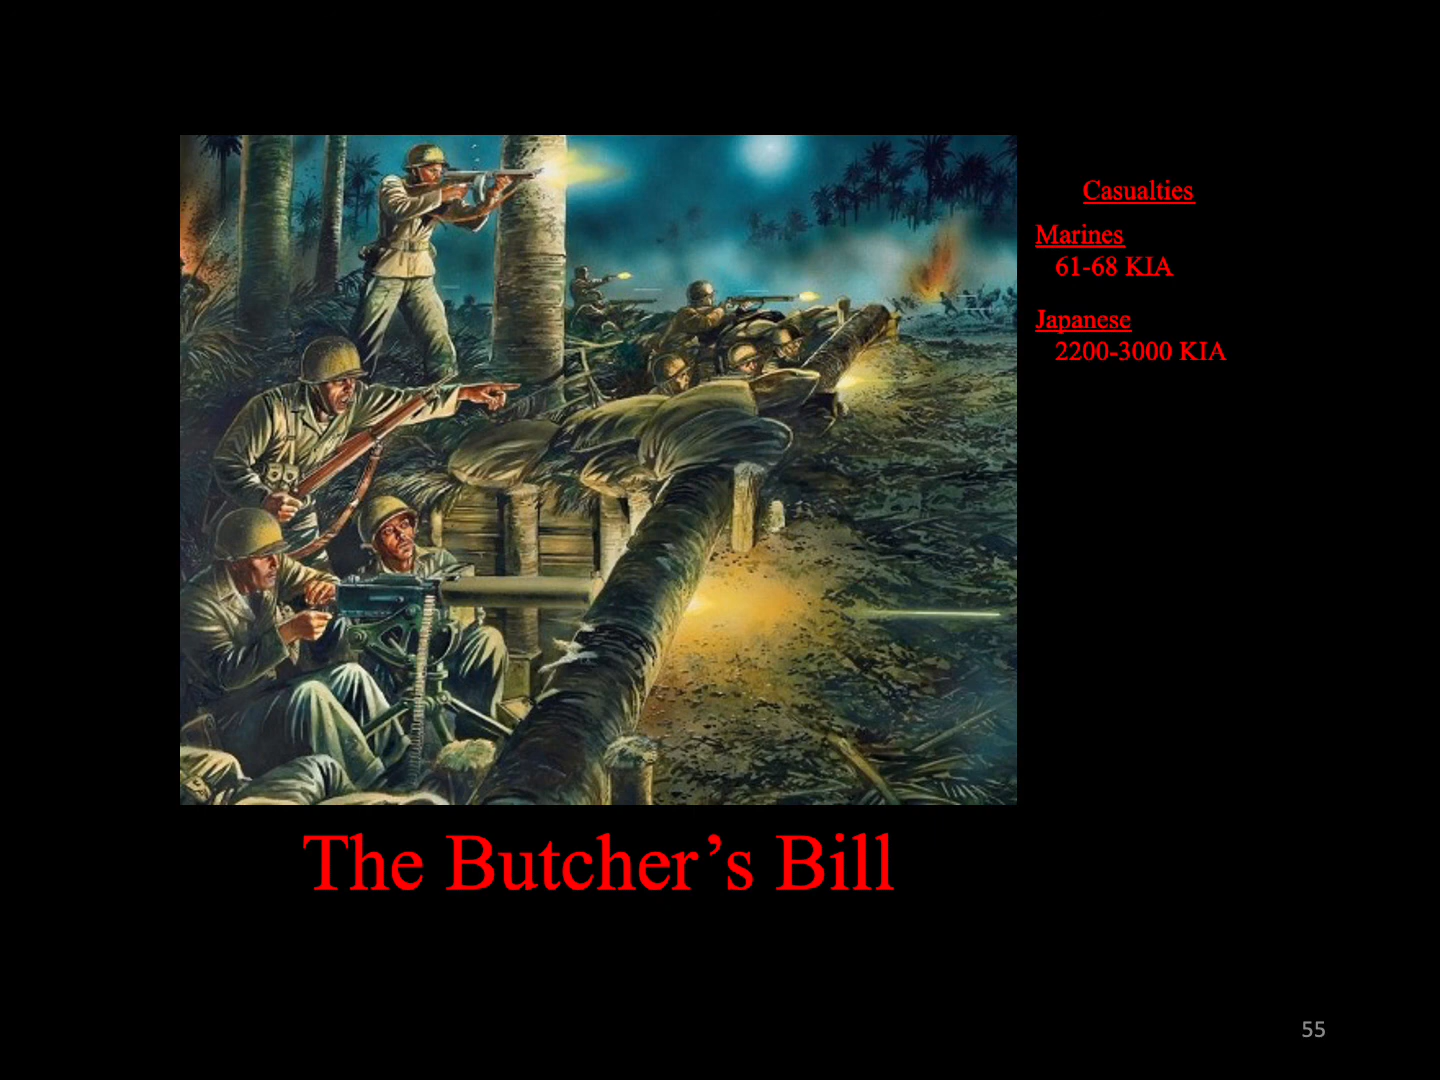 Casualties
Marines
61-68 KIA
Japanese
2200-3000 KIA
The Butcher’s Bill
55